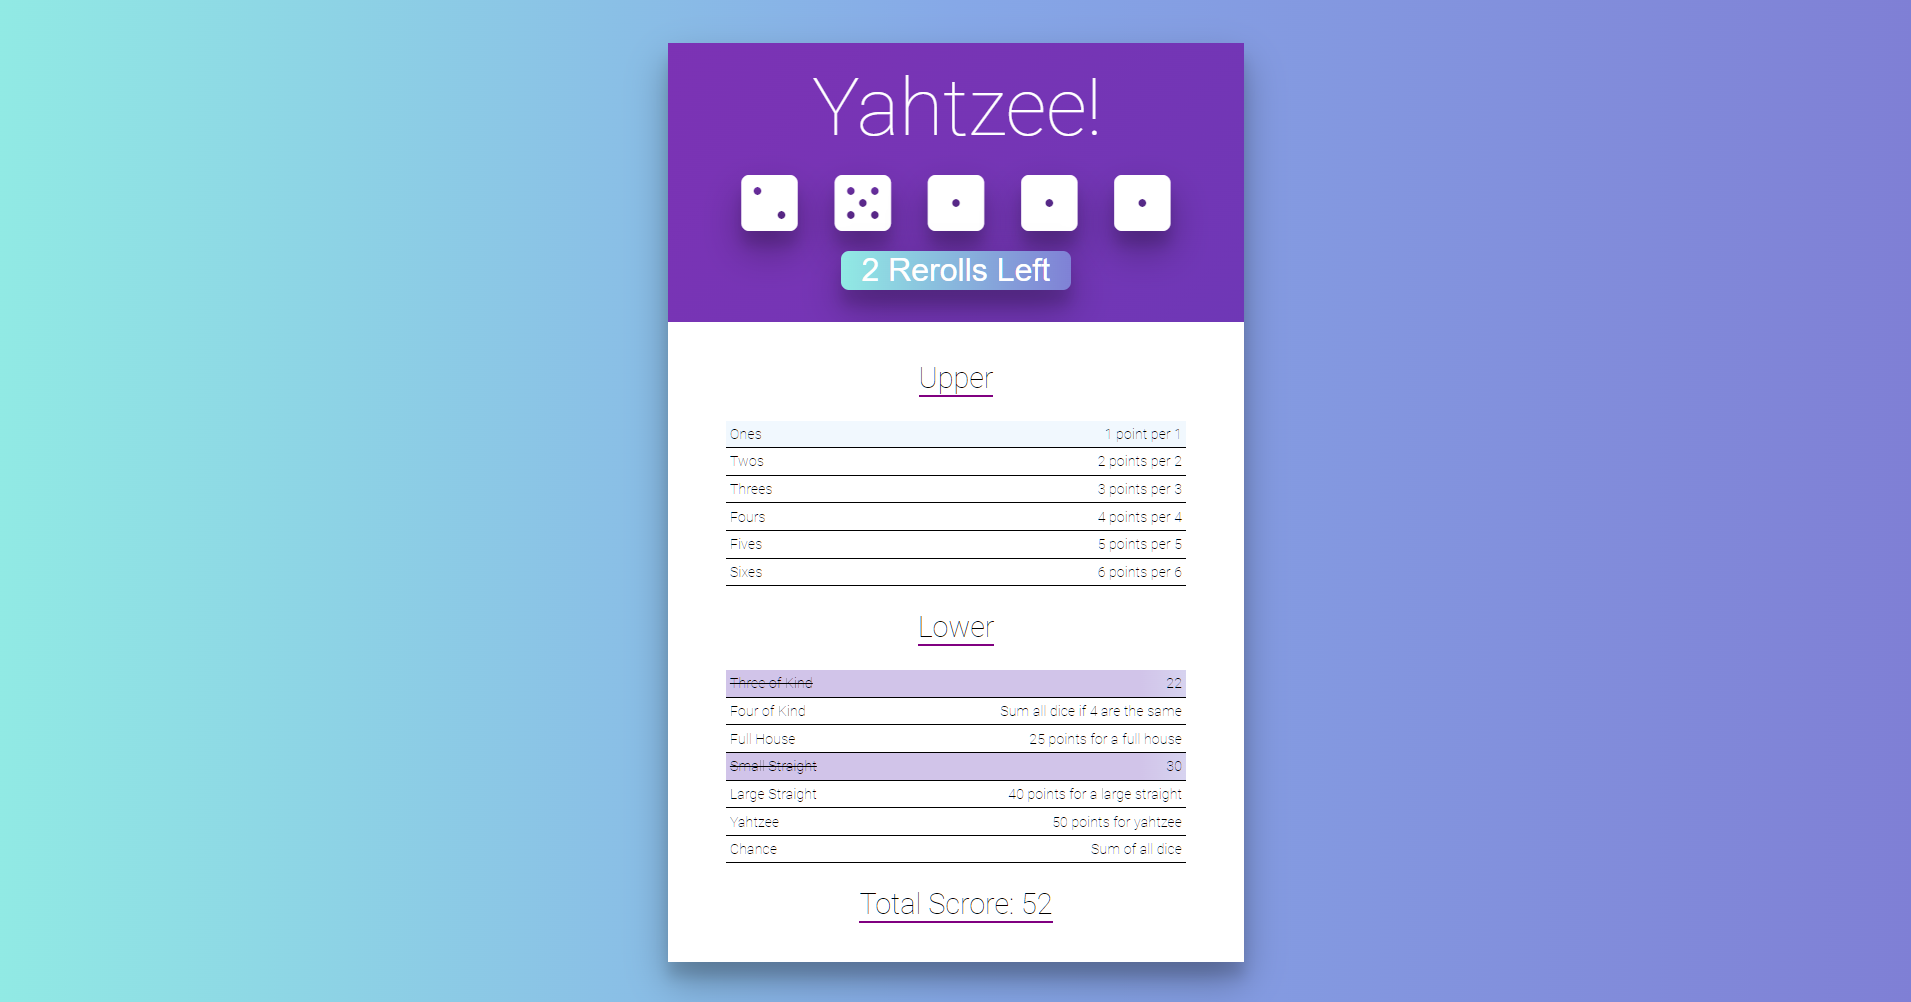 Yahtzee!
2 Rerolls Left
Upper
Ones 1 point per 1
Twos 2 points per 2
Threes 3 points per 3
Fours 4 points per 4
Fives 5 points per 5
Sixes 6 points per 6
Lower
Three of Kind 22
Four of Kind Sum all dice if 4 are the same
Full House 25 points for a full house
Small Straight 30
Large Straight 40 points for a large straight
Yahtzee 50 points for yahtzee
Chance Sum of all dice
Total Scrore: 52